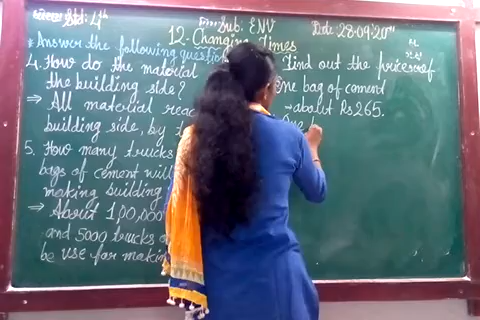 Std: 4th Sub: ENV Date 28-09-20
12. Changing Times
* Answer the following question
4. How do the material
the building side?
⇒ All material reac
building side, by t
5. How many trucks
bags of cement will
making building
⇒ About 1,00,000
and 5000 trucks
be use for makin
Find out the prices of
One bag of cement
→ about Rs 265.
One b